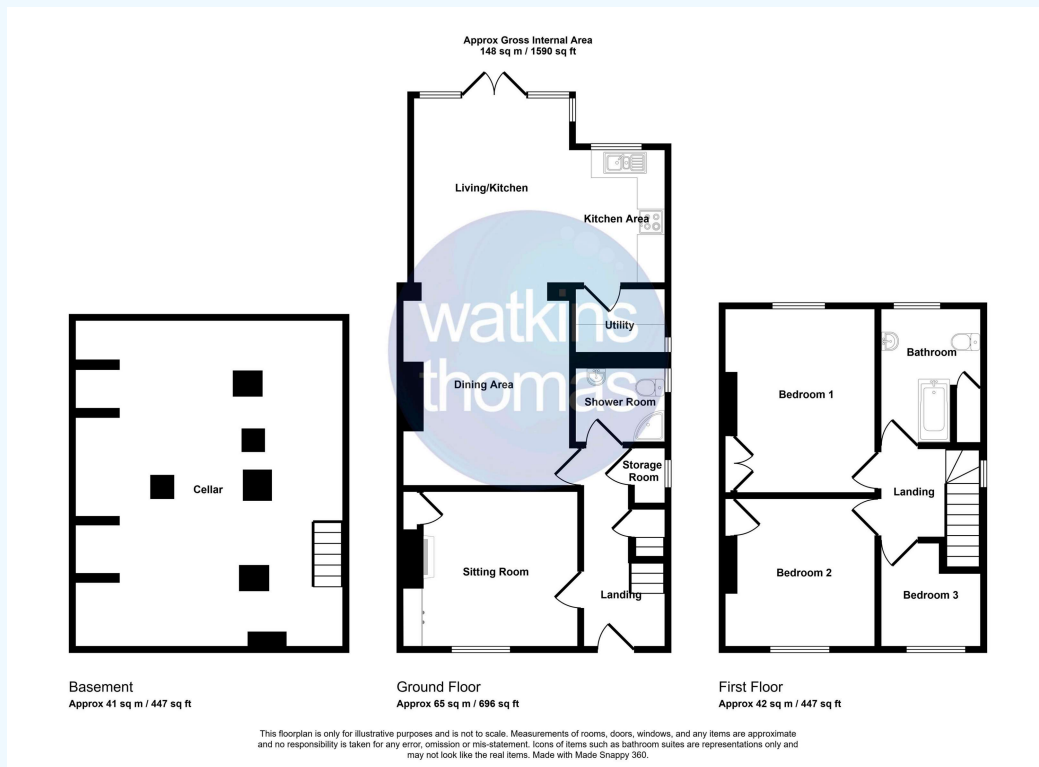 Approx Gross Internal Area
148 sq m / 1590 sq ft
Living/Kitchen
Kitchen Area
watkins
thomas
Utility
Dining Area
Shower Room
Storage
Room
Sitting Room
Landing
Cellar
Bedroom 1
Bathroom
Landing
Bedroom 2
Bedroom 3
Basement
Approx 41 sq m / 447 sq ft
Ground Floor
Approx 65 sq m / 696 sq ft
First Floor
Approx 42 sq m / 447 sq ft
This floorplan is only for illustrative purposes and is not to scale. Measurements of rooms, doors, windows, and any items are approximate
and no responsibility is taken for any error, omission or mis-statement. Icons of items such as bathroom suites are representations only and
may not look like the real items. Made with Made Snappy 360.